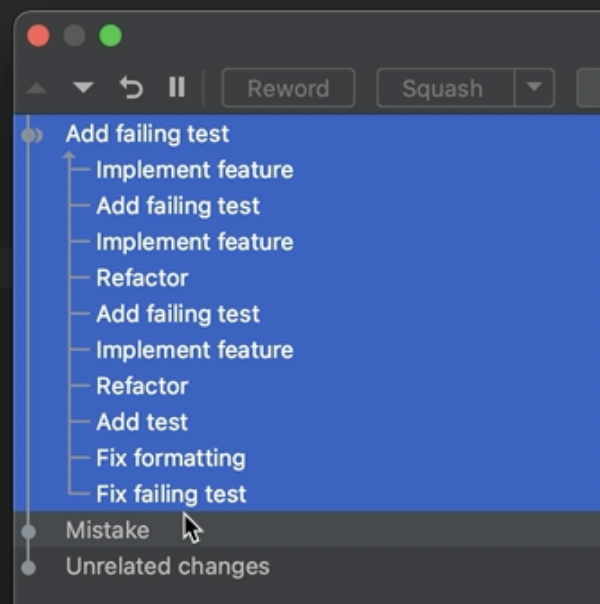 Reword Squash
Add failing test
Implement feature
Add failing test
Implement feature
Refactor
Add failing test
Implement feature
Refactor
Add test
Fix formatting
Fix failing test
Mistake
Unrelated changes